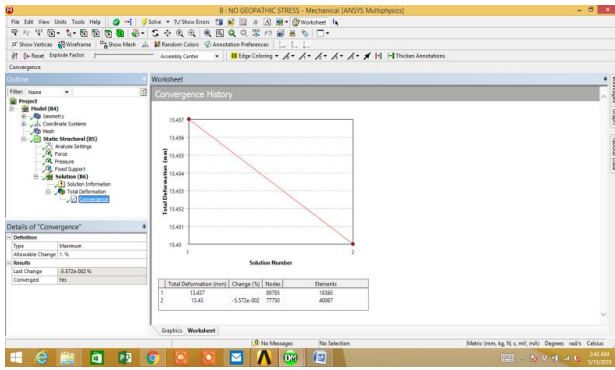 B : NO GEOPATHIC STRESS - Mechanical [ANSYS Multiphysics]
File Edit View Units Tools Help Solve ?/ Show Errors Worksheet
Show Vertices Wireframe Show Mesh Random Colors Annotation Preferences
Reset Explode Factor: Assembly Center Edge Coloring Thicken Annotations
Convergence
Outline
Filter: Name
Project
Model (B4)
Geometry
Coordinate Systems
Mesh
Static Structural (B5)
Analysis Settings
Force
Pressure
Fixed Support
Solution (B6)
Solution Information
Total Deformation
Convergence
Details of "Convergence"
Definition
Type Maximum
Allowable Change 1. %
Results
Last Change -5.572e-002 %
Converged Yes
Worksheet
Convergence History
Total Deformation (mm)
13.437
13.436
13.435
13.434
13.432
13.431
13.43
1 2
Solution Number
Total Deformation (mm) Change (%) Nodes Elements
1 13.437 89785 18360
2 13.43 -5.572e-002 77750 40067
Graphics Worksheet
No Messages No Selection Metric (mm, kg, N, s, mV, mA) Degrees rad/s Celsius
2:42 AM
5/15/2018